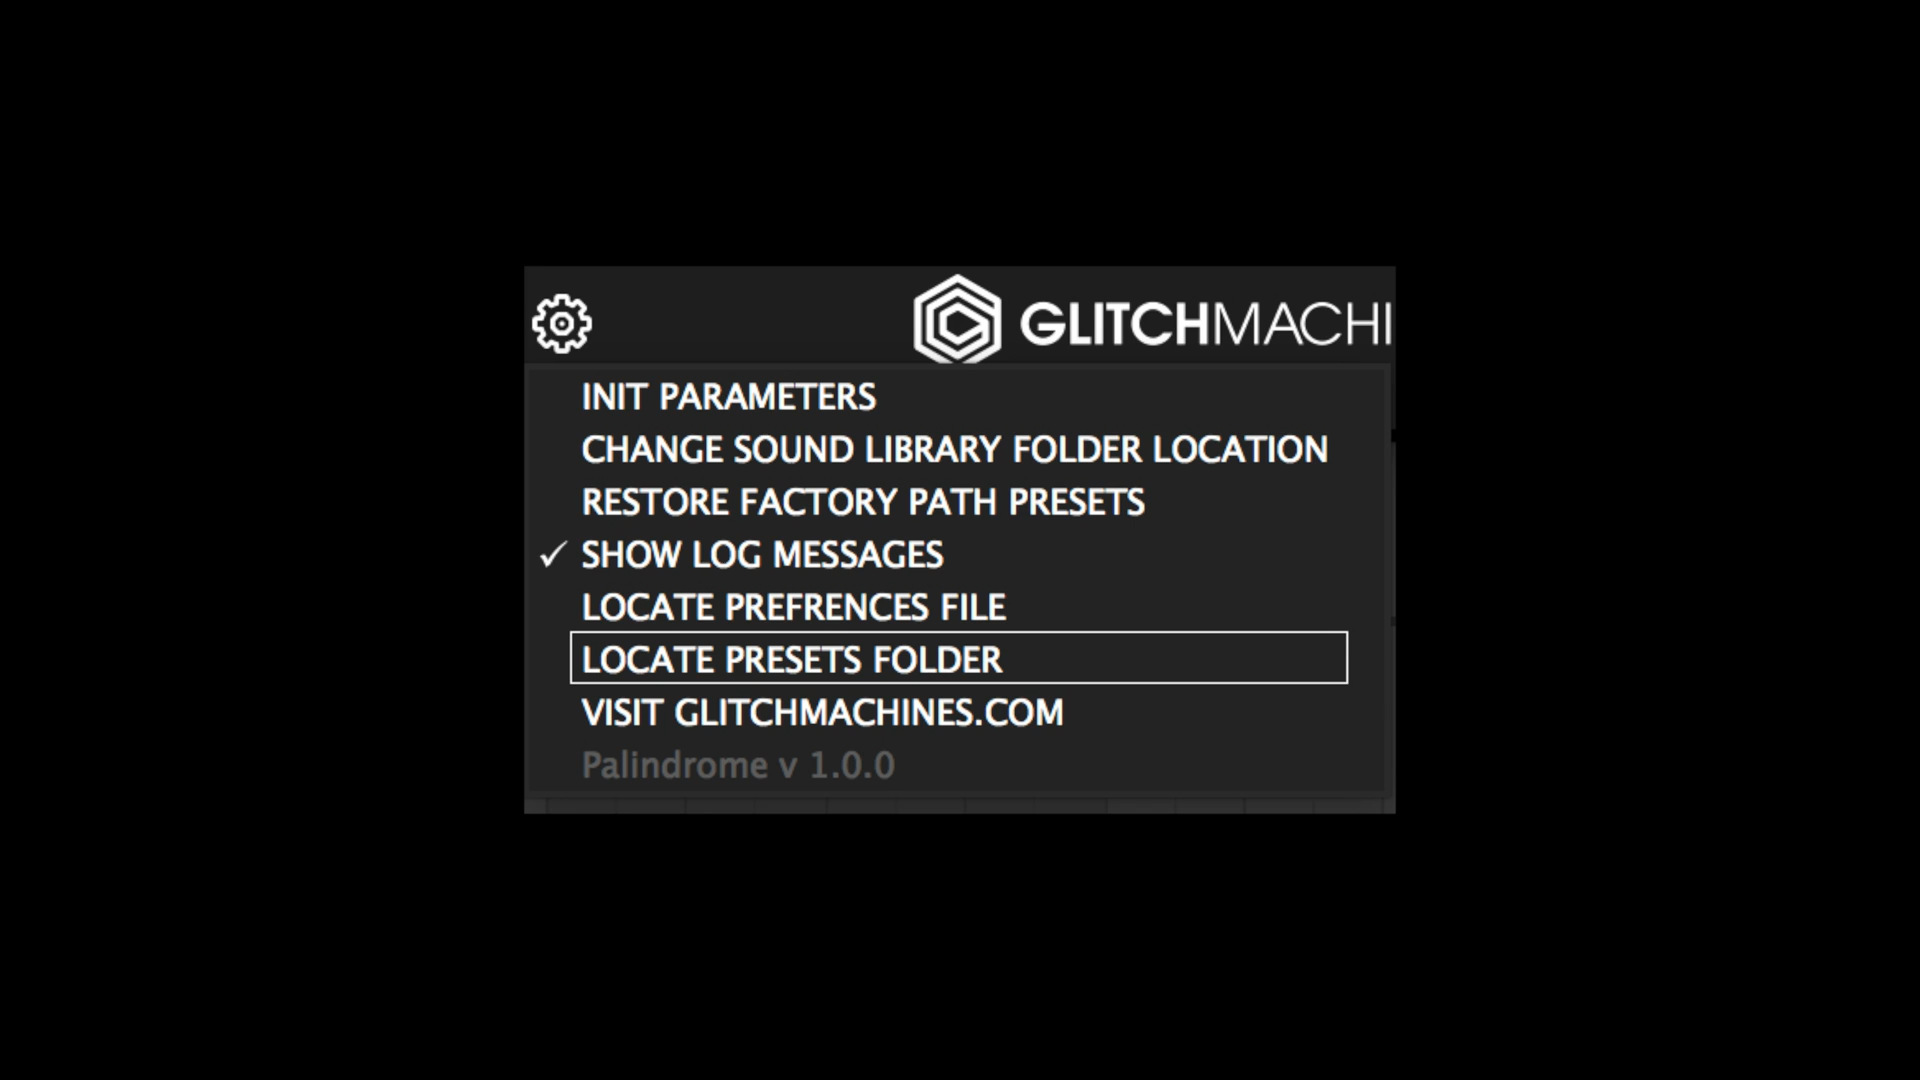 GLITCHMACHI
INIT PARAMETERS
CHANGE SOUND LIBRARY FOLDER LOCATION
RESTORE FACTORY PATH PRESETS
✓ SHOW LOG MESSAGES
LOCATE PREFRENCES FILE
LOCATE PRESETS FOLDER
VISIT GLITCHMACHINES.COM
Palindrome v 1.0.0